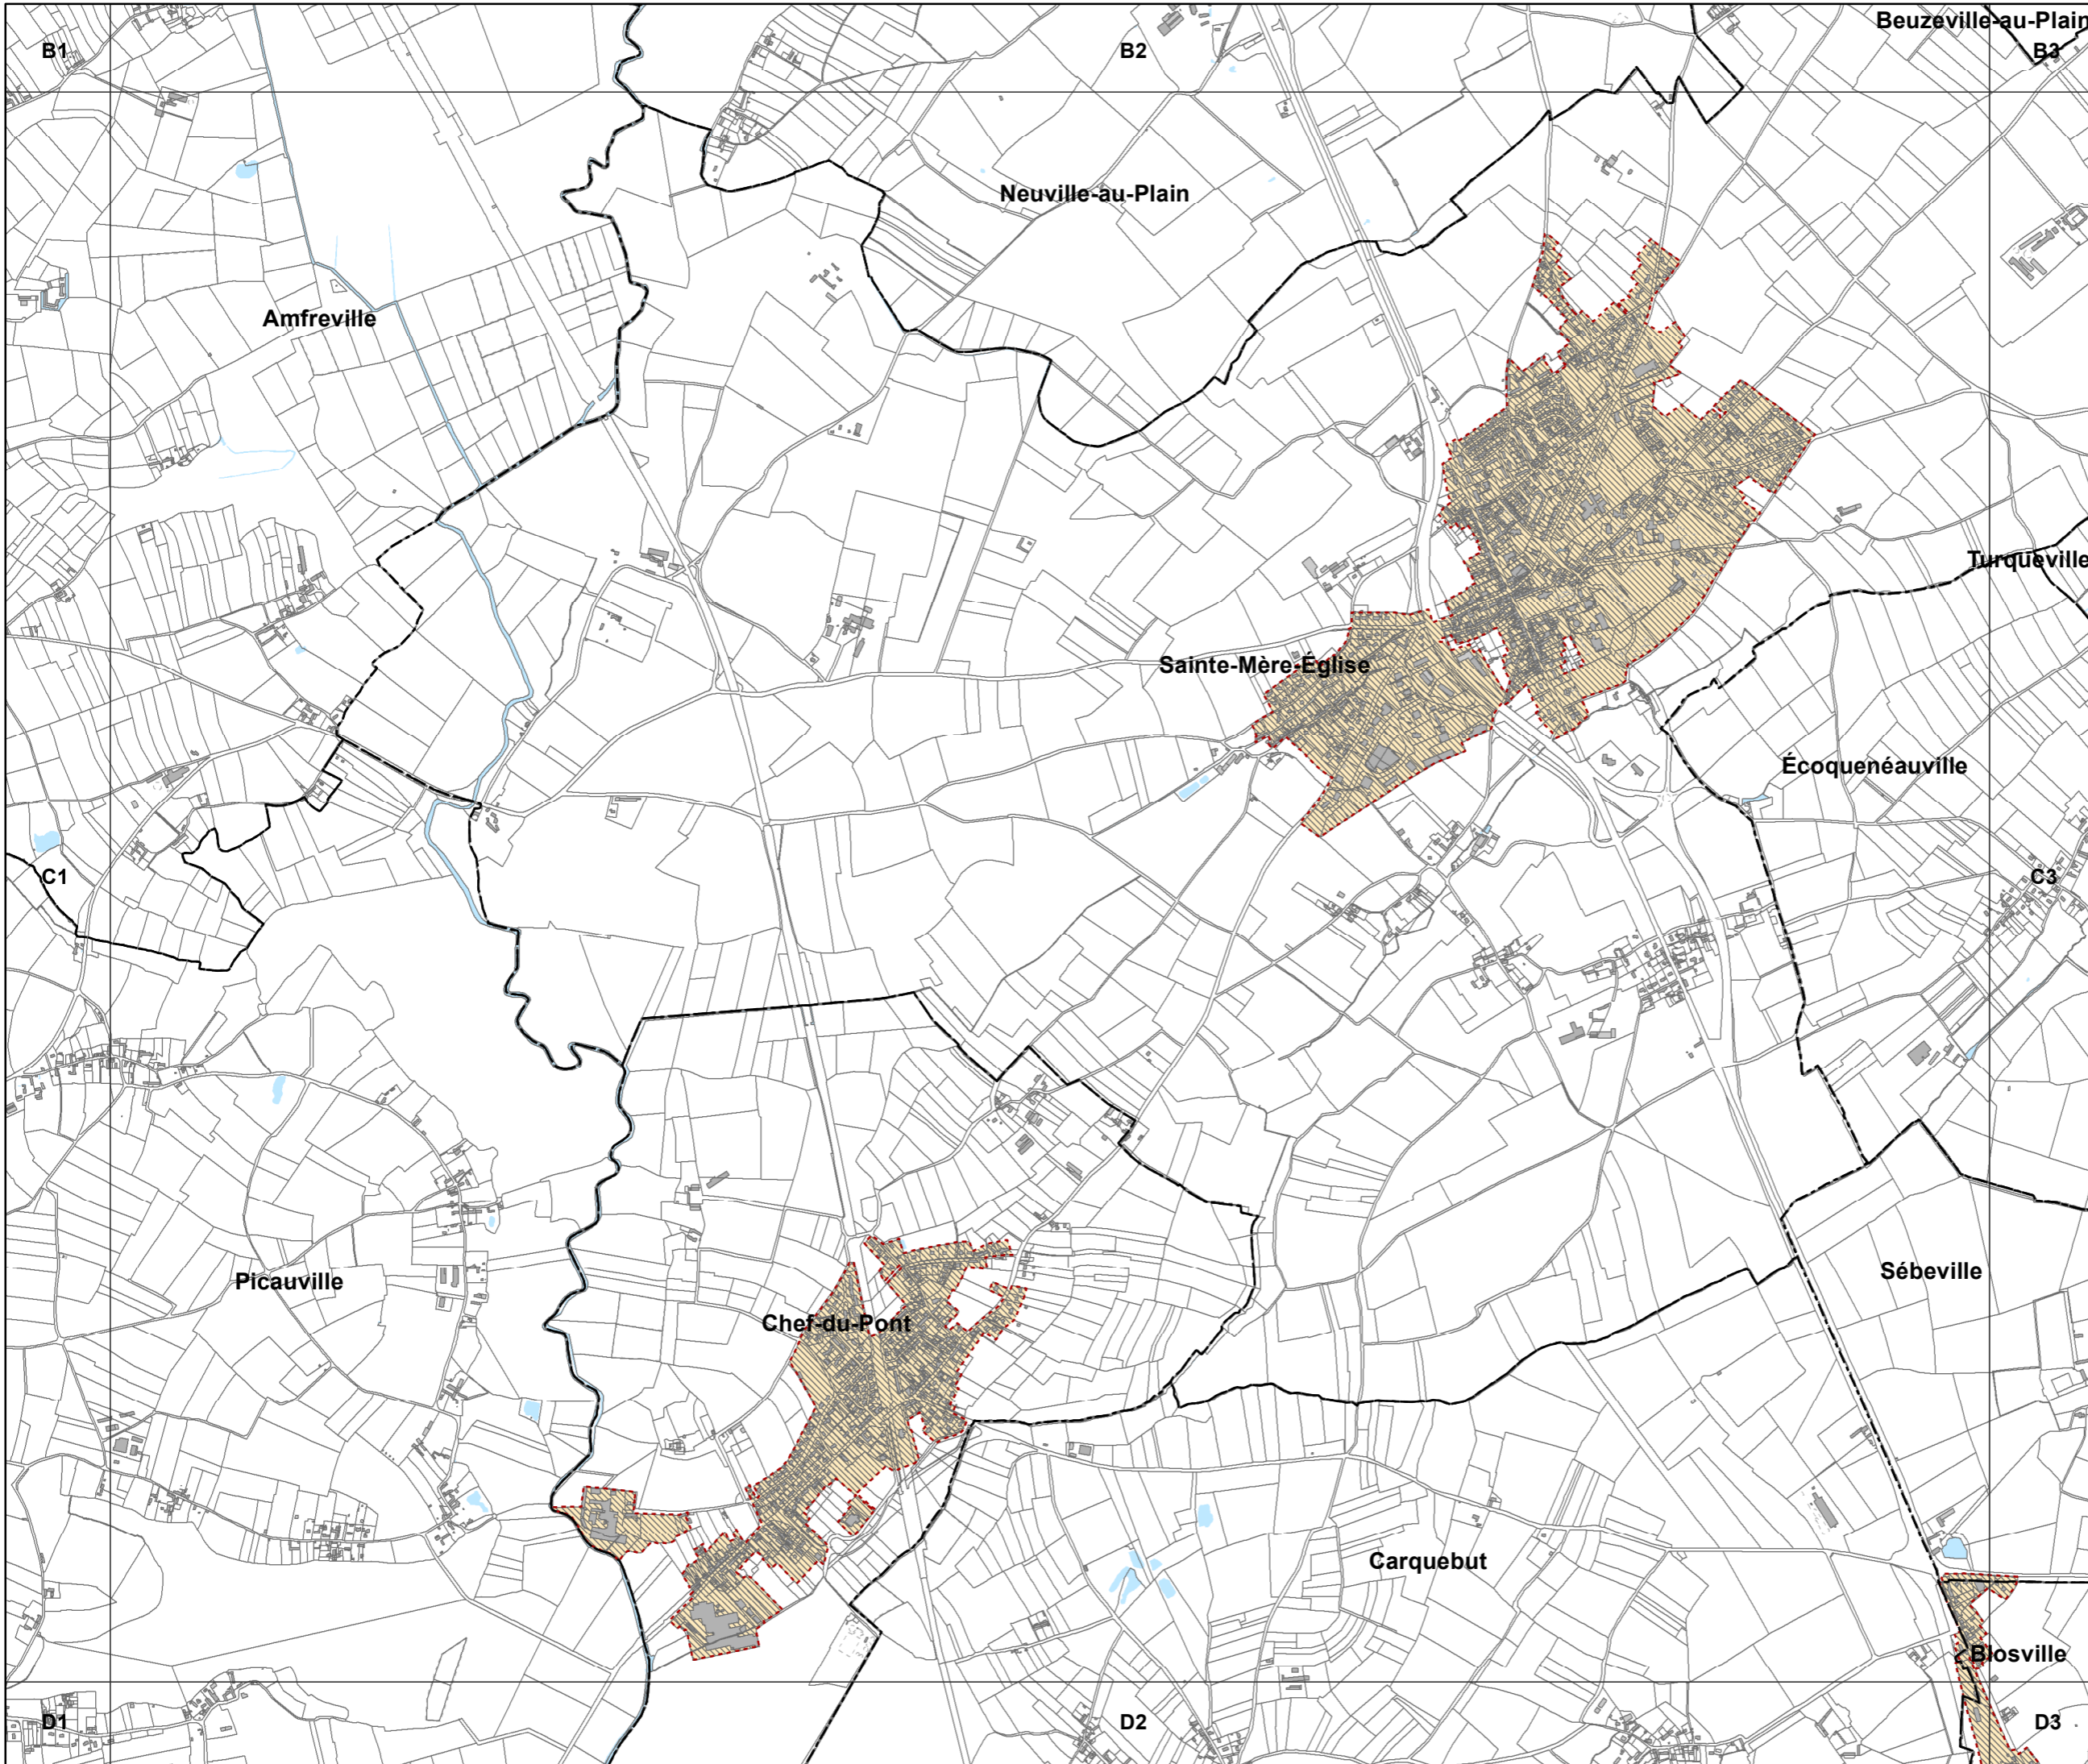 Beuzeville-au-Plain
B1
B2
B3
Neuville-au-Plain
Amfreville
Turqueville
Sainte-Mère-Église
Écoquenéauville
C1
C3
Sébeville
Picauville
Chef-du-Pont
Carquebut
Blosville
D1
D2
D3